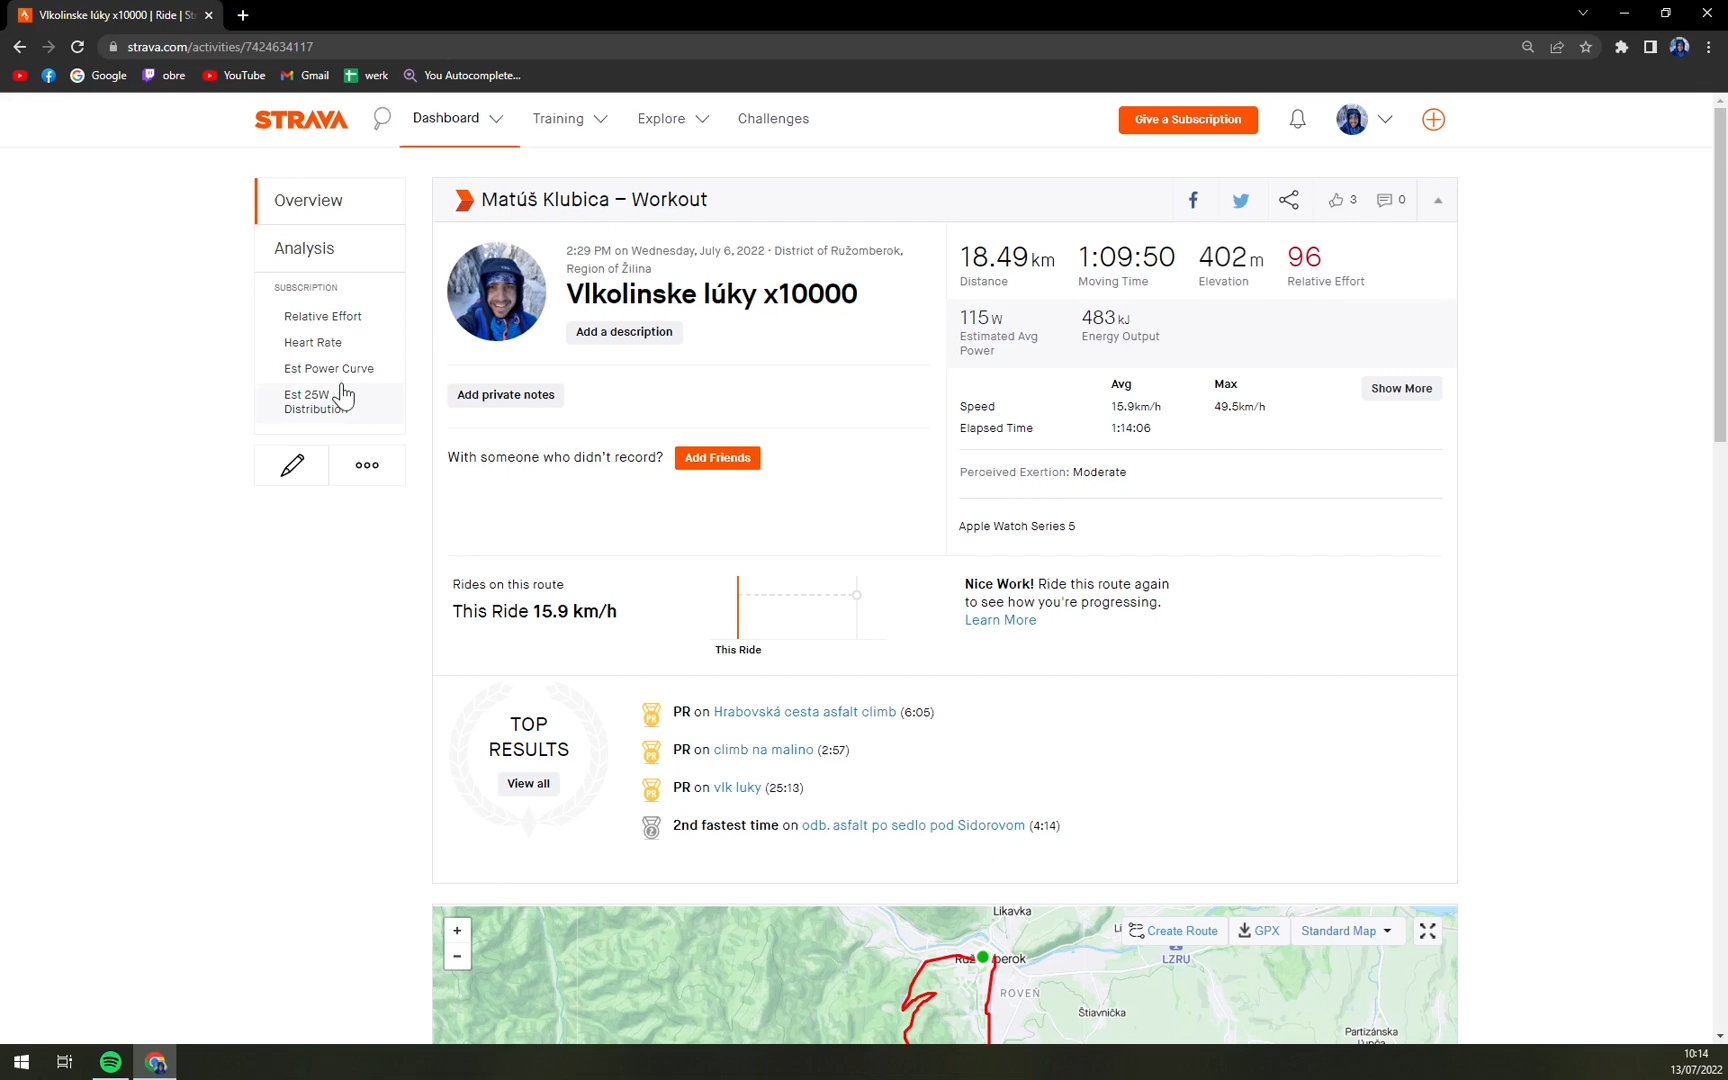 Vlkolinske lúky x10000 | Ride | St
strava.com/activities/7424634117
Google
obre
YouTube
Gmail
werk
You Autocomplete...
STRAVA
Dashboard
Training
Explore
Challenges
Give a Subscription
Overview
Analysis
SUBSCRIPTION
Relative Effort
Heart Rate
Est Power Curve
Est 25W
Distribution
Matúš Klubica – Workout
3
0
2:29 PM on Wednesday, July 6, 2022 · District of Ružomberok,
Region of Žilina
Vlkolinske lúky x10000
Add a description
Add private notes
With someone who didn't record?
Add Friends
18.49km
Distance
1:09:50
Moving Time
402m
Elevation
96
Relative Effort
115W
Estimated Avg
Power
483kJ
Energy Output
Avg
Max
Show More
Speed
15.9km/h
49.5km/h
Elapsed Time
1:14:06
Perceived Exertion: Moderate
Apple Watch Series 5
Rides on this route
This Ride 15.9 km/h
This Ride
Nice Work! Ride this route again
to see how you're progressing.
Learn More
TOP
RESULTS
View all
PR on Hrabovská cesta asfalt climb (6:05)
PR on climb na malino (2:57)
PR on vlk luky (25:13)
2
2nd fastest time on odb. asfalt po sedlo pod Sidorovom (4:14)
+
−
Likavka
Create Route
GPX
Standard Map
LZRU
ROVEŇ
Štiavnička
Partizánska
10:14
13/07/2022